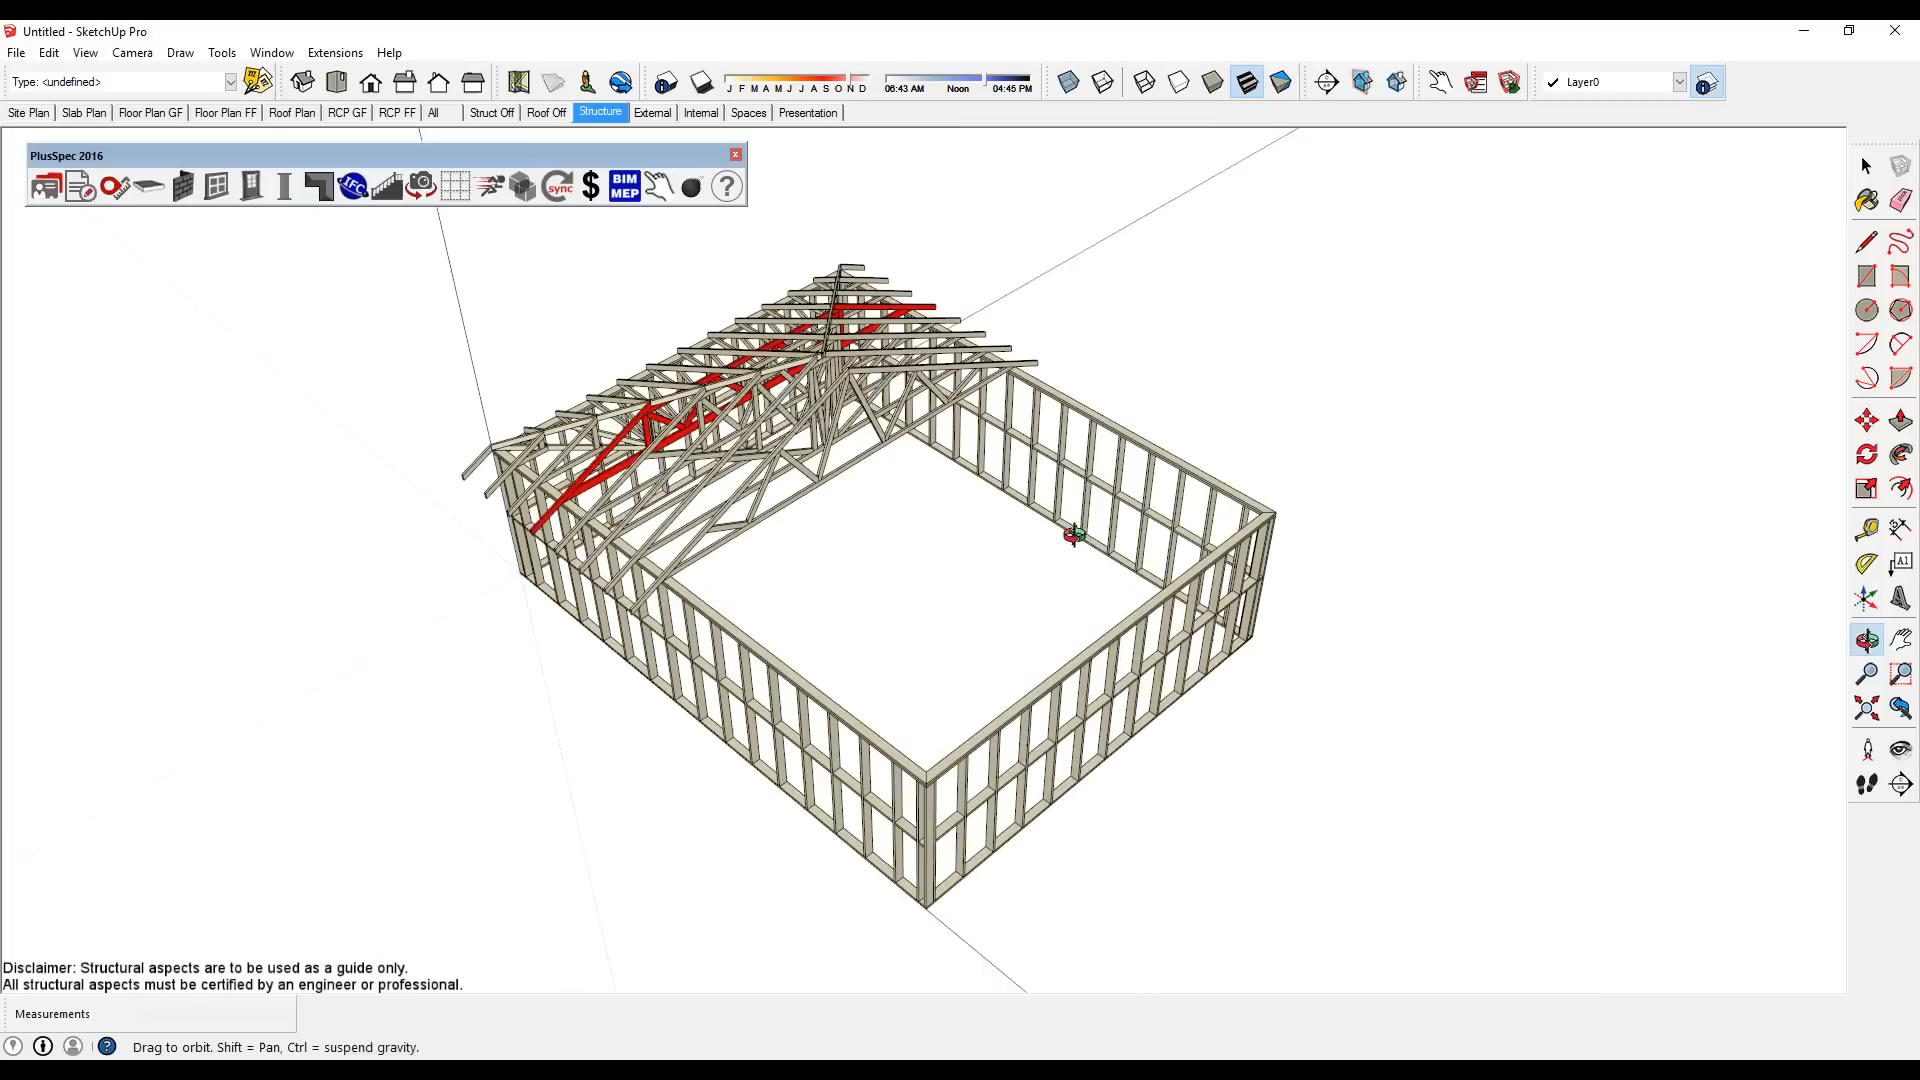 Untitled - SketchUp Pro
File Edit View Camera Draw Tools Window Extensions Help
Type: <undefined>
J F M A M J J A S O N D
06:43 AM Noon 04:45 PM
Layer0
Site Plan Slab Plan Floor Plan GF Floor Plan FF Roof Plan RCP GF RCP FF All Struct Off Roof Off Structure External Internal Spaces Presentation
PlusSpec 2016
IFC sync $ BIM MEP ?
A1
Disclaimer: Structural aspects are to be used as a guide only.
All structural aspects must be certified by an engineer or professional.
Measurements
Drag to orbit. Shift = Pan, Ctrl = suspend gravity.